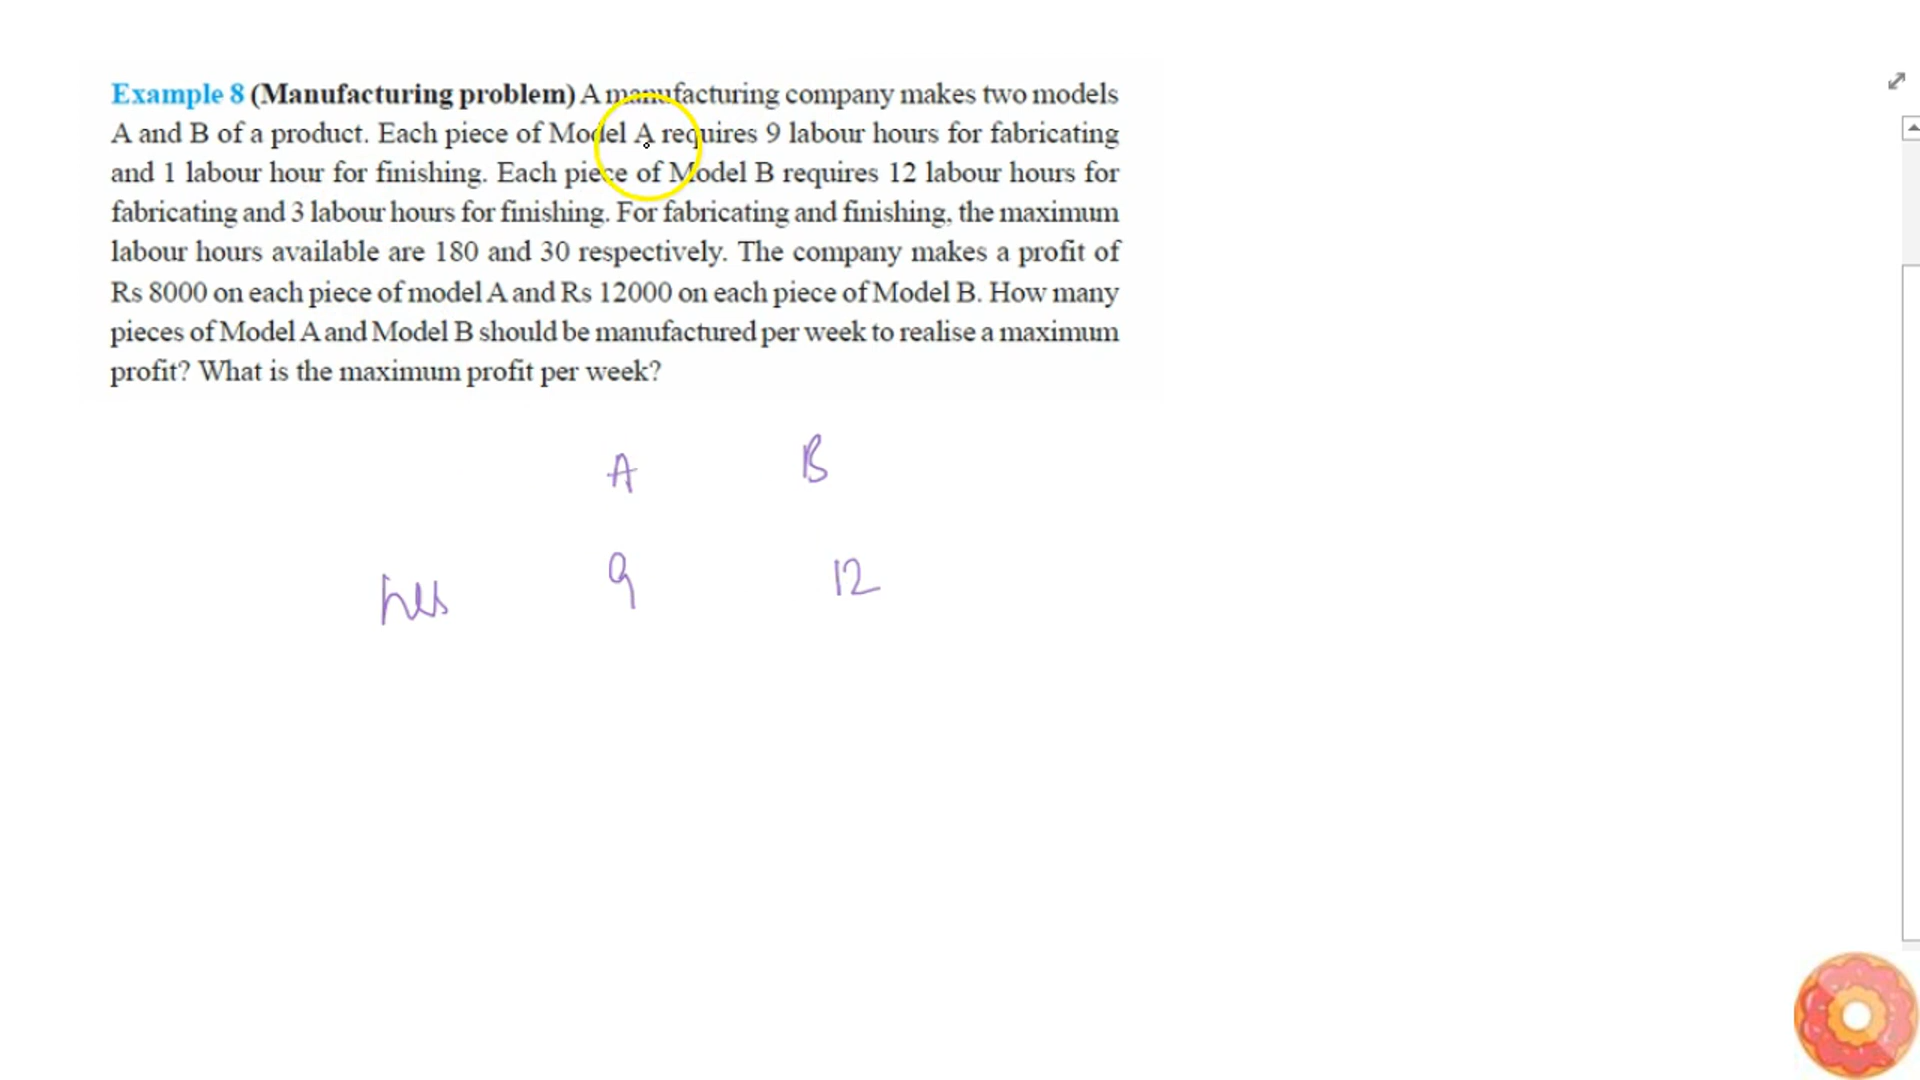 Example 8 (Manufacturing problem) A manufacturing company makes two models
A and B of a product. Each piece of Model A requires 9 labour hours for fabricating
and 1 labour hour for finishing. Each piece of Model B requires 12 labour hours for
fabricating and 3 labour hours for finishing. For fabricating and finishing, the maximum
labour hours available are 180 and 30 respectively. The company makes a profit of
Rs 8000 on each piece of model A and Rs 12000 on each piece of Model B. How many
pieces of Model A and Model B should be manufactured per week to realise a maximum
profit? What is the maximum profit per week?
A B
hrs 9 12